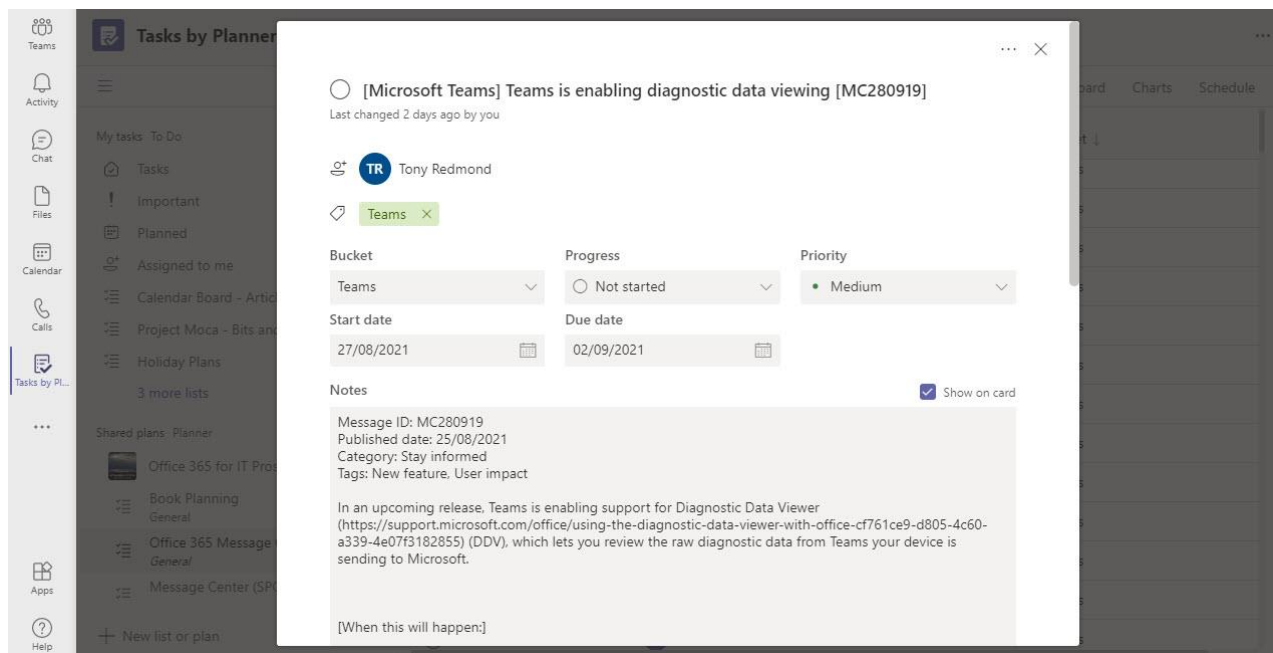 Teams
Activity
Chat
Files
Calendar
Calls
Tasks by Pl...
Apps
Help
Tasks by Planner
Charts
Schedule
My tasks To Do
Tasks
Important
Planned
Assigned to me
Calendar Board - Artic
Project Moca - Bits and
Holiday Plans
3 more lists
Shared plans Planner
Office 365 for IT Pros
Book Planning
General
Office 365 Message
General
Message Center (SPO
New list or plan
[Microsoft Teams] Teams is enabling diagnostic data viewing [MC280919]
Last changed 2 days ago by you
TR Tony Redmond
Teams
Bucket Progress Priority
Teams Not started Medium
Start date Due date
27/08/2021 02/09/2021
Notes Show on card
Message ID: MC280919
Published date: 25/08/2021
Category: Stay informed
Tags: New feature, User impact
In an upcoming release, Teams is enabling support for Diagnostic Data Viewer
(https://support.microsoft.com/office/using-the-diagnostic-data-viewer-with-office-cf761ce9-d805-4c60-
a339-4e07f3182855) (DDV), which lets you review the raw diagnostic data from Teams your device is
sending to Microsoft.
[When this will happen:]